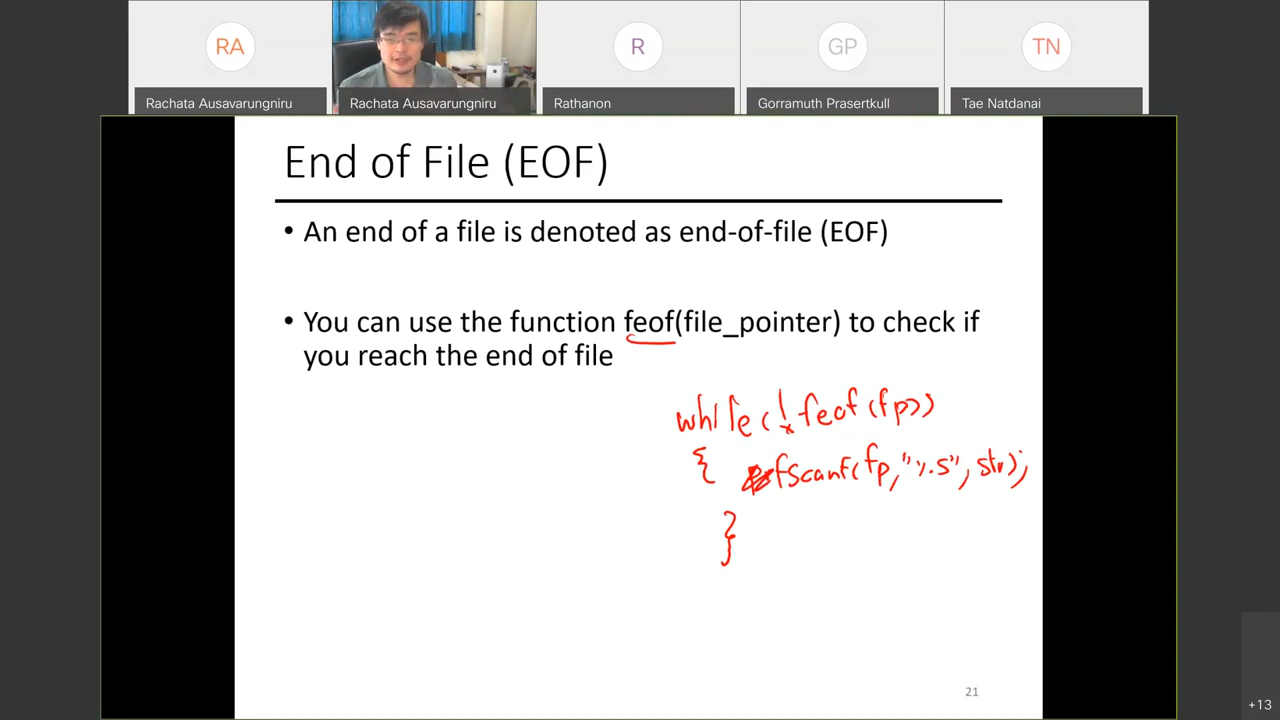 RA
R
GP
TN
Rachata Ausavarungniru
Rachata Ausavarungniru
Rathanon
Gorramuth Prasertkull
Tae Natdanai
End of File (EOF)
• An end of a file is denoted as end-of-file (EOF)
• You can use the function feof(file_pointer) to check if
you reach the end of file
while(!feof(fp))
{ fscanf(fp,"%s", str);
}
21
+13